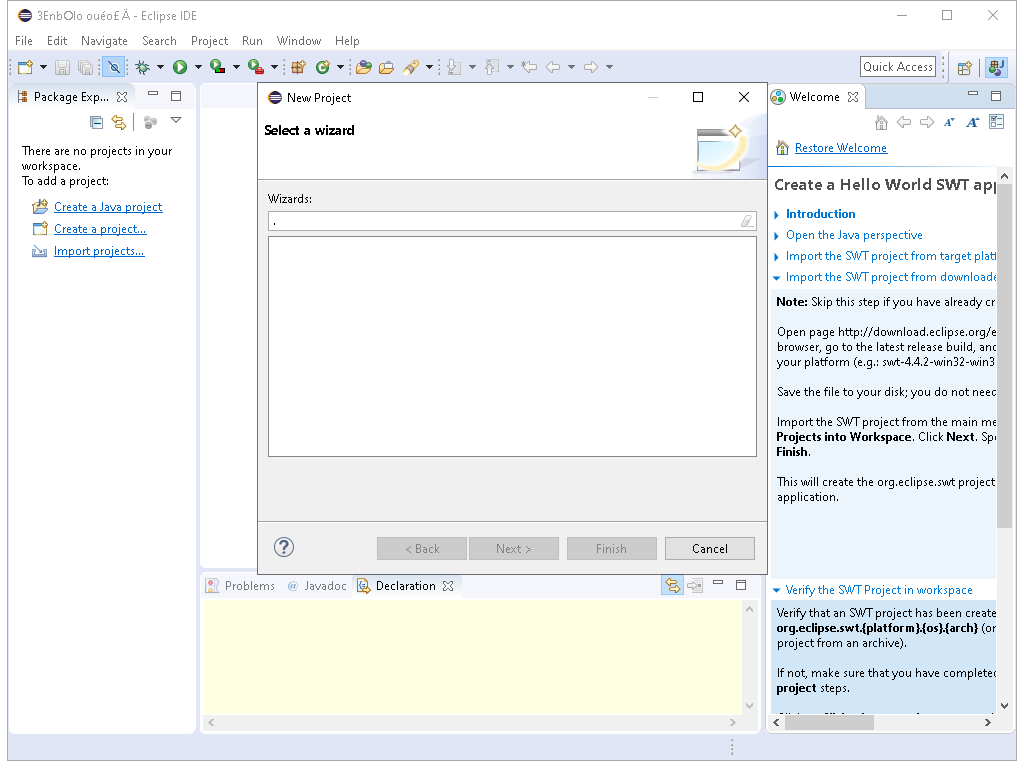 3EnbOlo ouéo£Ä - Eclipse IDE
File Edit Navigate Search Project Run Window Help
Quick Access
Package Exp...
There are no projects in your
workspace.
To add a project:
Create a Java project
Create a project...
Import projects...
New Project
Select a wizard
Wizards:
.
< Back
Next >
Finish
Cancel
Problems
@ Javadoc
Declaration
Welcome
Restore Welcome
Create a Hello World SWT app
Introduction
Open the Java perspective
Import the SWT project from target platf
Import the SWT project from downloade
Note: Skip this step if you have already cr
Open page http://download.eclipse.org/e
browser, go to the latest release build, and
your platform (e.g.: swt-4.4.2-win32-win3
Save the file to your disk; you do not need
Import the SWT project from the main me
Projects into Workspace. Click Next. Spe
Finish.
This will create the org.eclipse.swt project
application.
Verify the SWT Project in workspace
Verify that an SWT project has been create
org.eclipse.swt.{platform}.{os}.{arch} (or
project from an archive).
If not, make sure that you have completed
project steps.